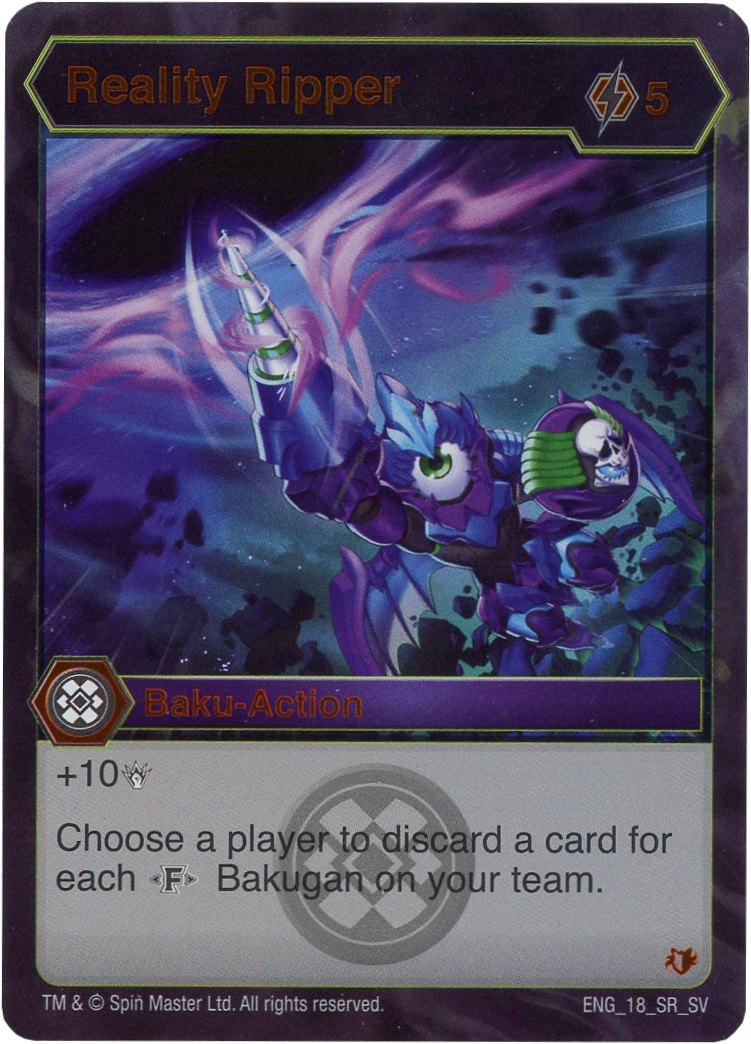 Reality Ripper
5
Baku-Action
+10
Choose a player to discard a card for
each F Bakugan on your team.
TM & © Spin Master Ltd. All rights reserved.
ENG_18_SR_SV